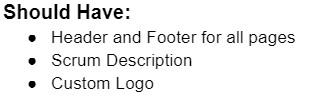 Should Have:
● Header and Footer for all pages
● Scrum Description
● Custom Logo